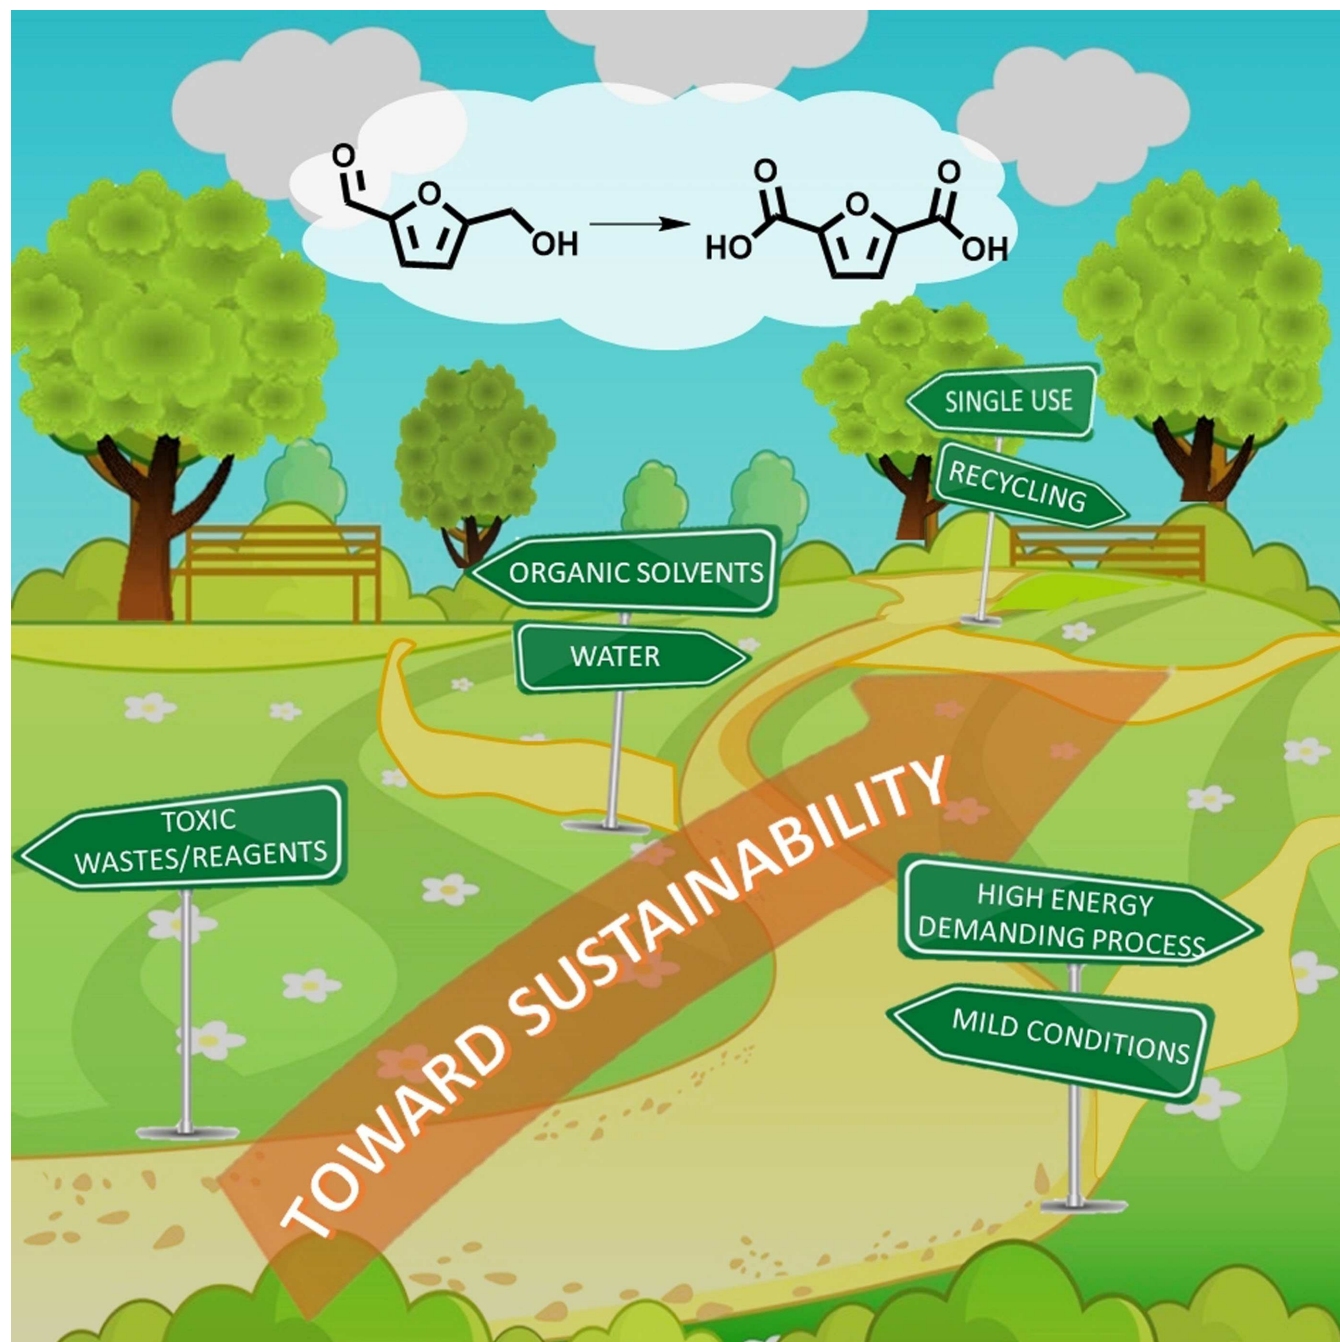 O
O
OH
O
HO
O
O
OH
SINGLE USE
RECYCLING
ORGANIC SOLVENTS
WATER
TOXIC
WASTES/REAGENTS
TOWARD SUSTAINABILITY
HIGH ENERGY
DEMANDING PROCESS
MILD CONDITIONS